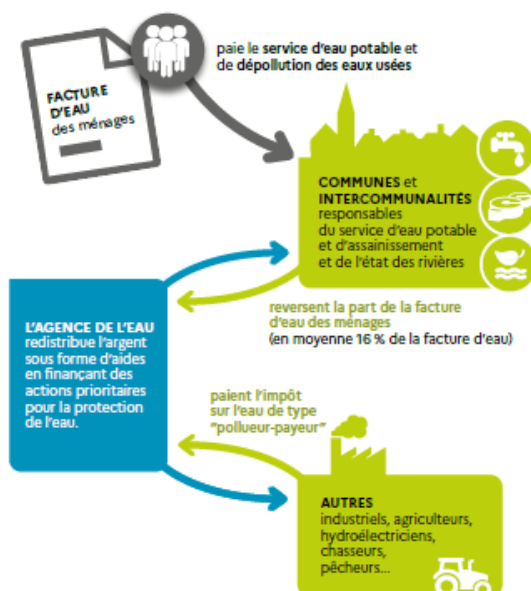 paie le service d'eau potable et
de dépollution des eaux usées
FACTURE
D'EAU
des ménages
COMMUNES et
INTERCOMMUNALITÉS
responsables
du service d'eau potable
et d'assainissement
et de l'état des rivières
reversent la part de la facture
d'eau des ménages
(en moyenne 16 % de la facture d'eau)
L'AGENCE DE L'EAU
redistribue l'argent
sous forme d'aides
en finançant des
actions prioritaires
pour la protection
de l'eau.
paient l'impôt
sur l'eau de type
"pollueur-payeur"
AUTRES
industriels, agriculteurs,
hydroélectriciens,
chasseurs,
pêcheurs...